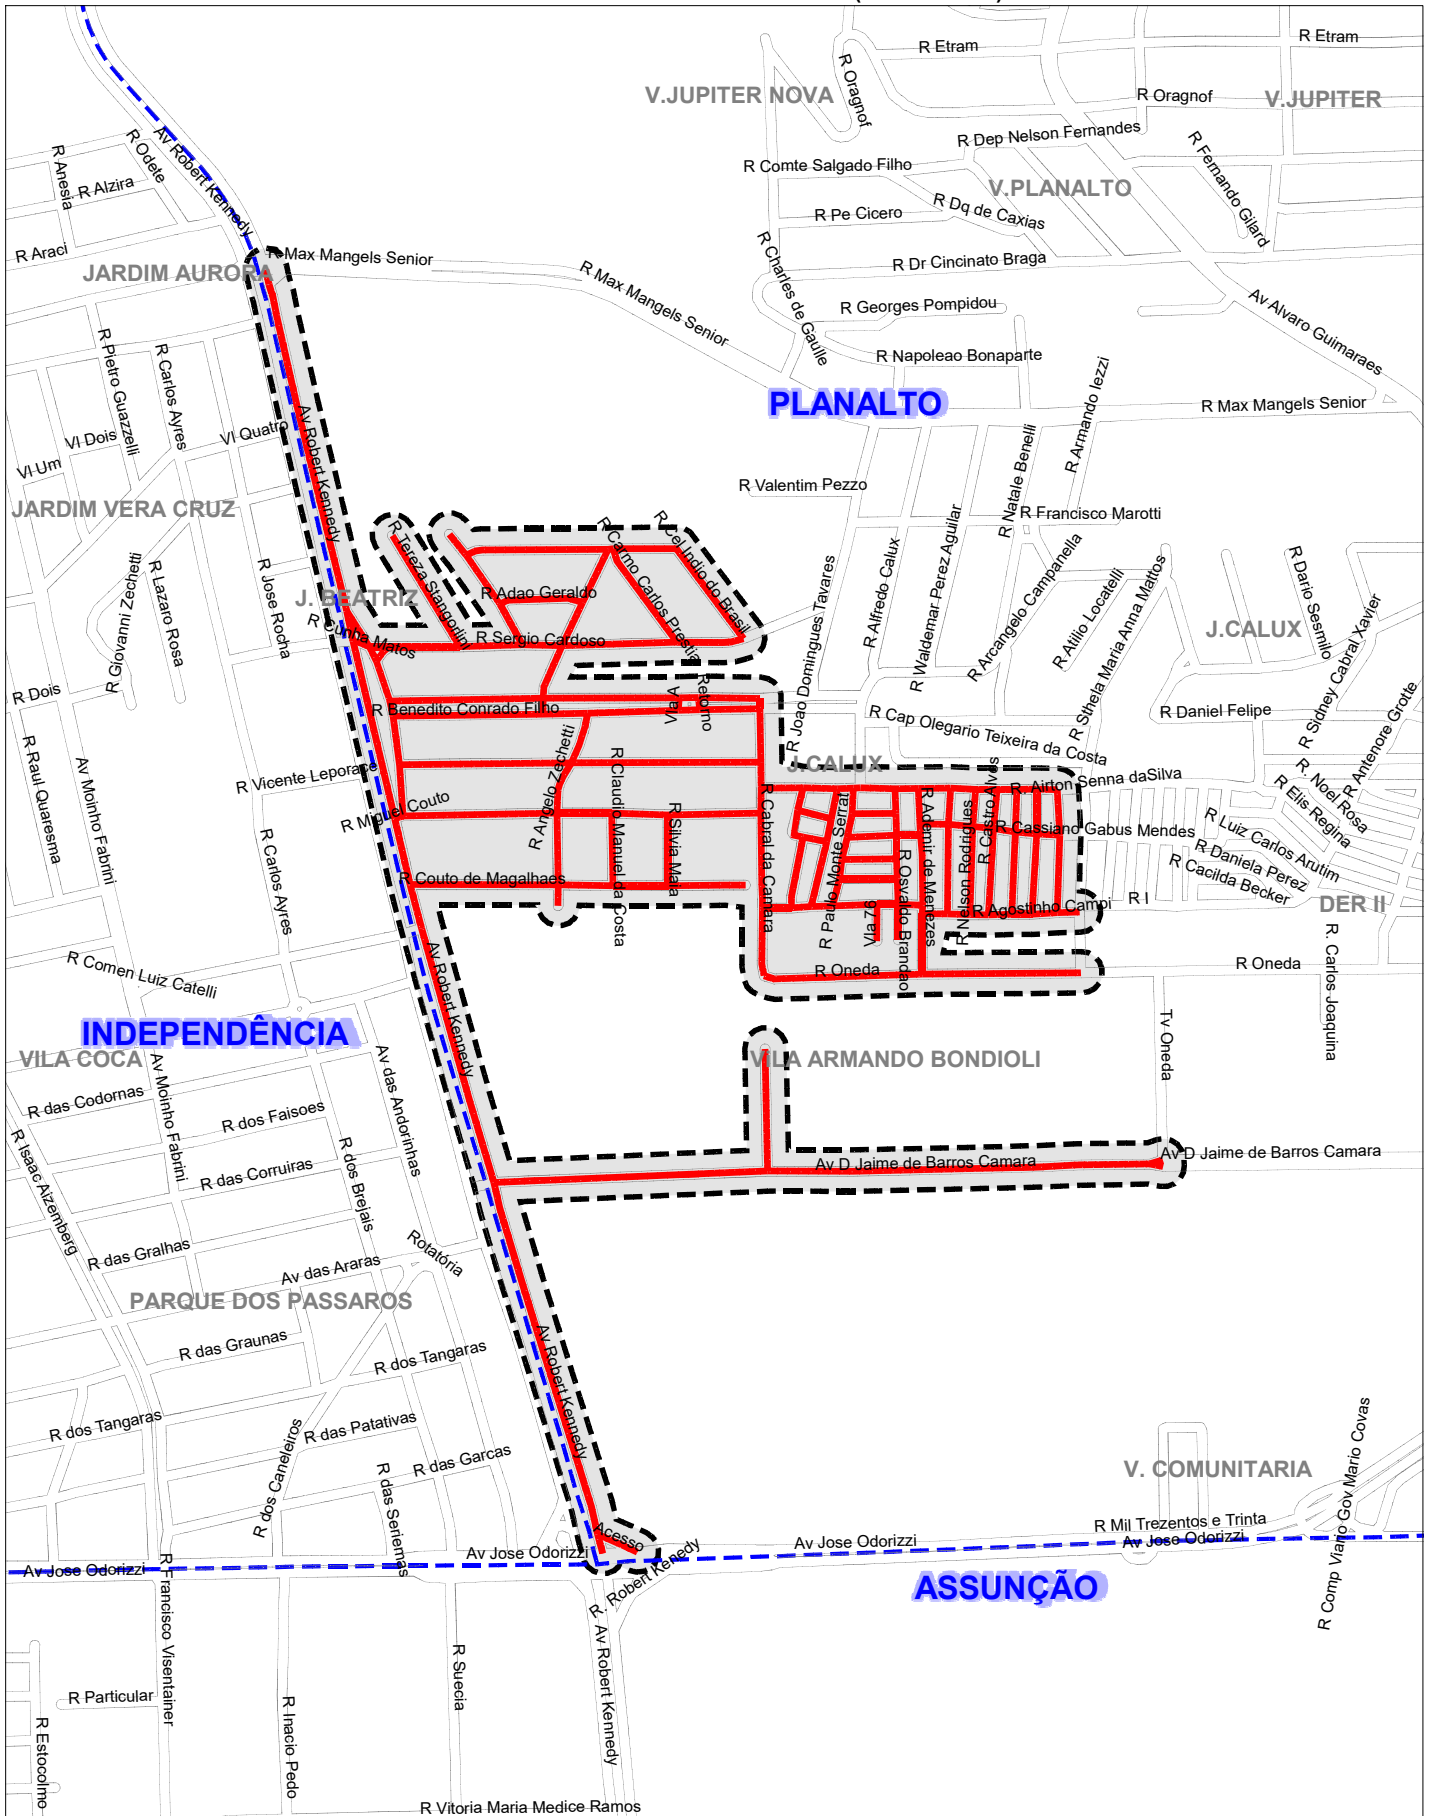 R Etram
R Etram
R Oragnof
V.JUPITER NOVA
R Oragnof
V.JUPITER
R Dep Nelson Fernandes
R Fernando Gilard
R Comte Salgado Filho
V.PLANALTO
R Dq de Caxias
R Pe Cicero
R Charles de Gaulle
R Dr Cincinato Braga
R Georges Pompidou
Av Alvaro Guimaraes
R Napoleao Bonaparte
R Anesia
R Odete
Av Robert Kennedy
R Alzira
R Araci
JARDIM AURORA
R Max Mangels Senior
R Max Mangels Senior
R Pietro Guazzelli
R Carlos Ayres
PLANALTO
R Max Mangels Senior
R Armando Iezzi
R Natale Benelli
Vl Dois
Vl Quatro
Vl Um
Av Robert Kennedy
R Valentim Pezzo
R Francisco Marotti
JARDIM VERA CRUZ
R Tereza Stangorlini
R Carmo Carlos Prestia
R Cel Indio do Brasil
R Waldemar Perez Aguilar
R Alfredo Calux
R Joao Domingues Tavares
R Arcangelo Campanella
R Atilio Locatelli
R Sthela Maria Anna Mattos
R Dario Sesmilo
R Giovanni Zechetti
R Lazaro Rosa
R Jose Rocha
J. BEATRIZ
R Adao Geraldo
R Cunha Matos
R Sergio Cardoso
J.CALUX
R Sidney Cabral Xavier
R Antenore Grotte
R Dois
R Benedito Conrado Filho
Via A
Retorno
R Cap Olegario Teixeira da Costa
R Daniel Felipe
R Raul Quaresma
Av Moinho Fabrini
R Vicente Leporace
R Angelo Zechetti
R Claudio Manuel da Costa
J.CALUX
R. Airton Senna daSilva
R. Noel Rosa
R Elis Regina
R Miguel Couto
R Silvia Maia
R Cabral da Camara
R Paulo Monte Serrat
R Ademir de Menezes
R Nelson Rodrigues
R Castro Alves
R Cassiano Gabus Mendes
R Luiz Carlos Arutim
R Daniela Perez
R Cacilda Becker
R Carlos Ayres
R Couto de Magalhaes
R Osvaldo Brandao
Vla76
R Agostinho Campi
R I
DER II
R Comen Luiz Catelli
Av Robert Kennedy
R Oneda
R Oneda
R. Carlos Joaquina
Tv Oneda
INDEPENDÊNCIA
VILA COCA
VILA ARMANDO BONDIOLI
Av Moinho Fabrini
Av das Andorinhas
R das Codornas
R dos Faisoes
R Isaac Aizemberg
R das Corruiras
R dos Brejais
Av D Jaime de Barros Camara
Av D Jaime de Barros Camara
R das Gralhas
Rotatória
Av das Araras
PARQUE DOS PASSAROS
R das Graunas
R dos Tangaras
Av Robert Kennedy
R dos Tangaras
R das Patativas
R dos Caneleiros
R das Garcas
R das Seriemas
V. COMUNITARIA
R Comp Viario Gov Mario Covas
R Mil Trezentos e Trinta
Acesso
Av Jose Odorizzi
Av Jose Odorizzi
Av Jose Odorizzi
Av Jose Odorizzi
R. Robert Kenedy
ASSUNÇÃO
R Francisco Visentainer
R Suecia
Av Robert Kennedy
R Particular
R Estocolmo
R Inacio Pedo
R Vitoria Maria Medice Ramos